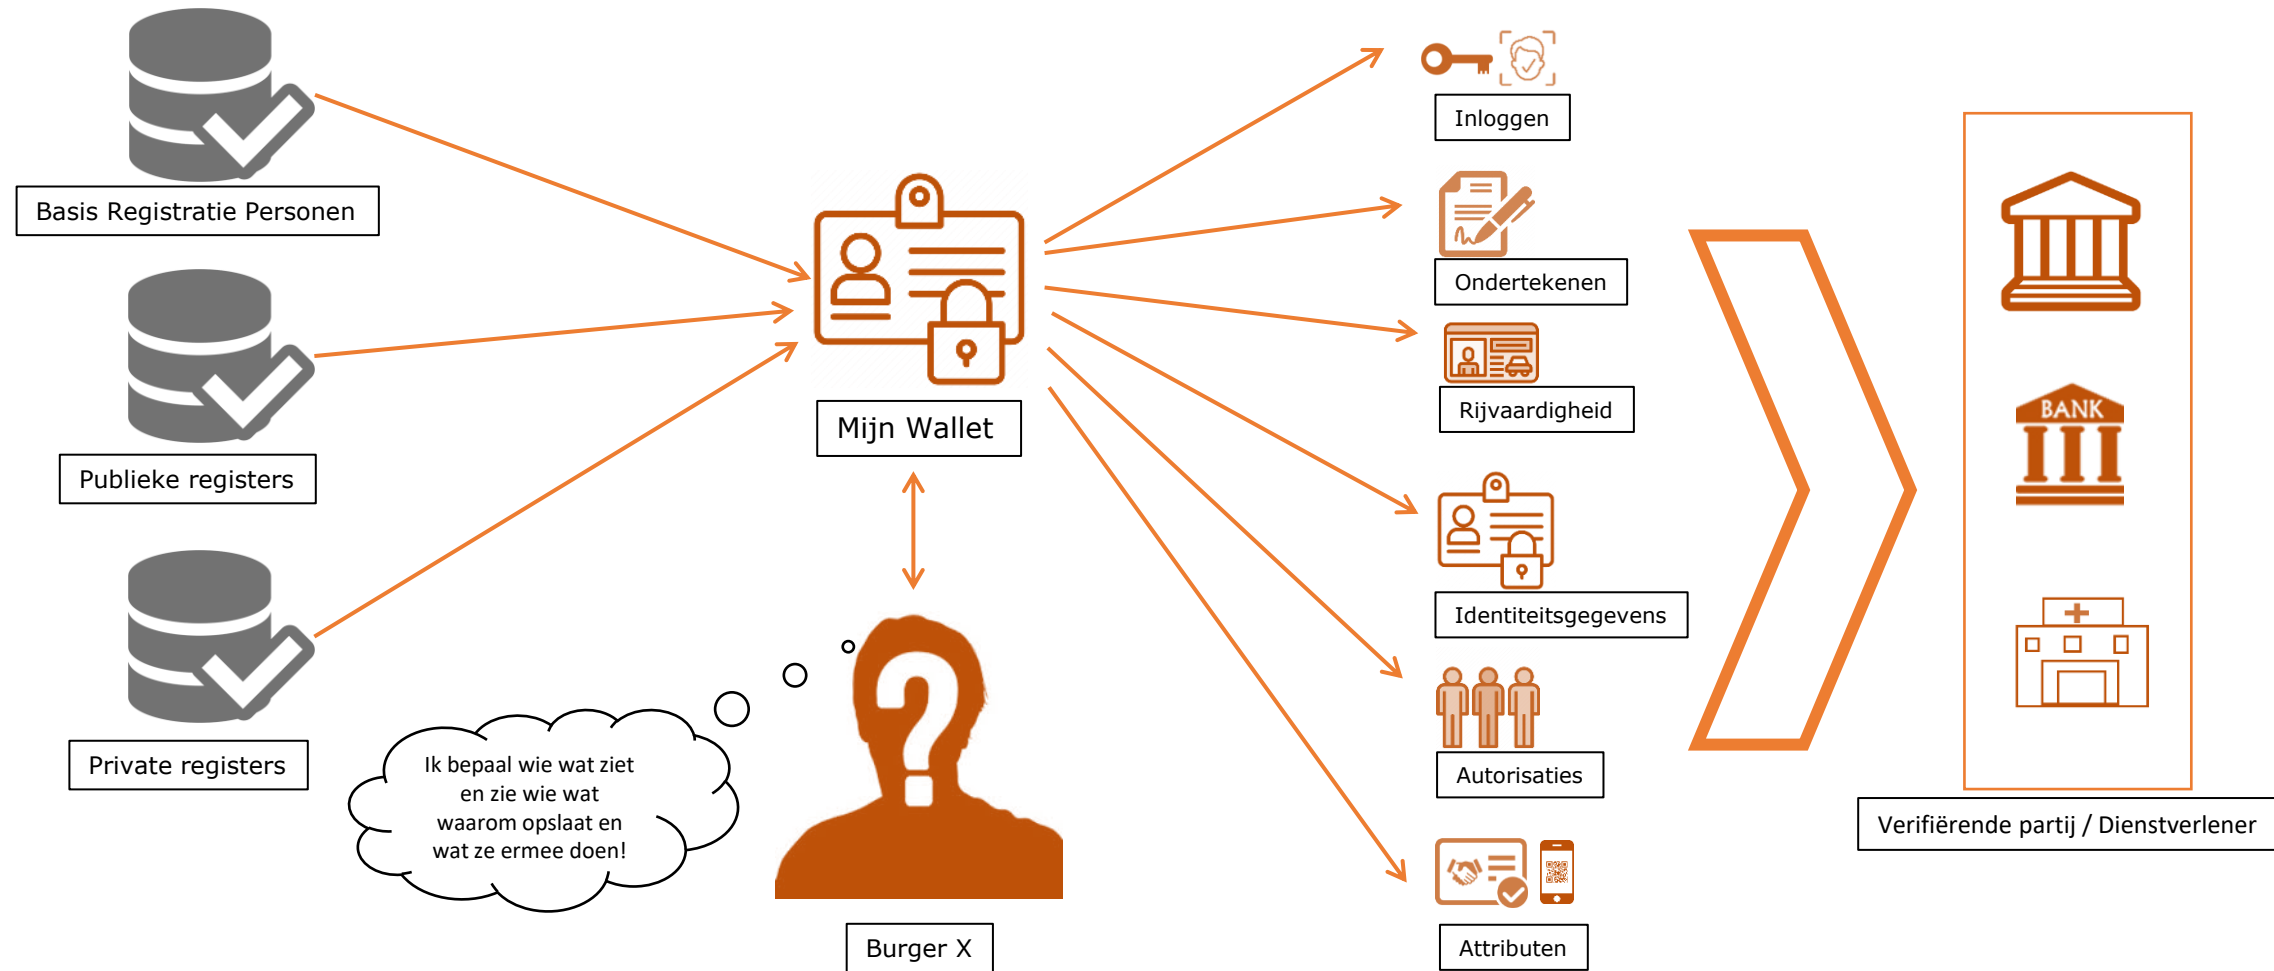 Basis Registratie Personen
Publieke registers
Private registers
Mijn Wallet
Ik bepaal wie wat ziet
en zie wie wat
waarom opslaat en
wat ze ermee doen!
Burger X
Inloggen
Ondertekenen
Rijvaardigheid
Identiteitsgegevens
Autorisaties
Attributen
BANK
Verifiërende partij / Dienstverlener